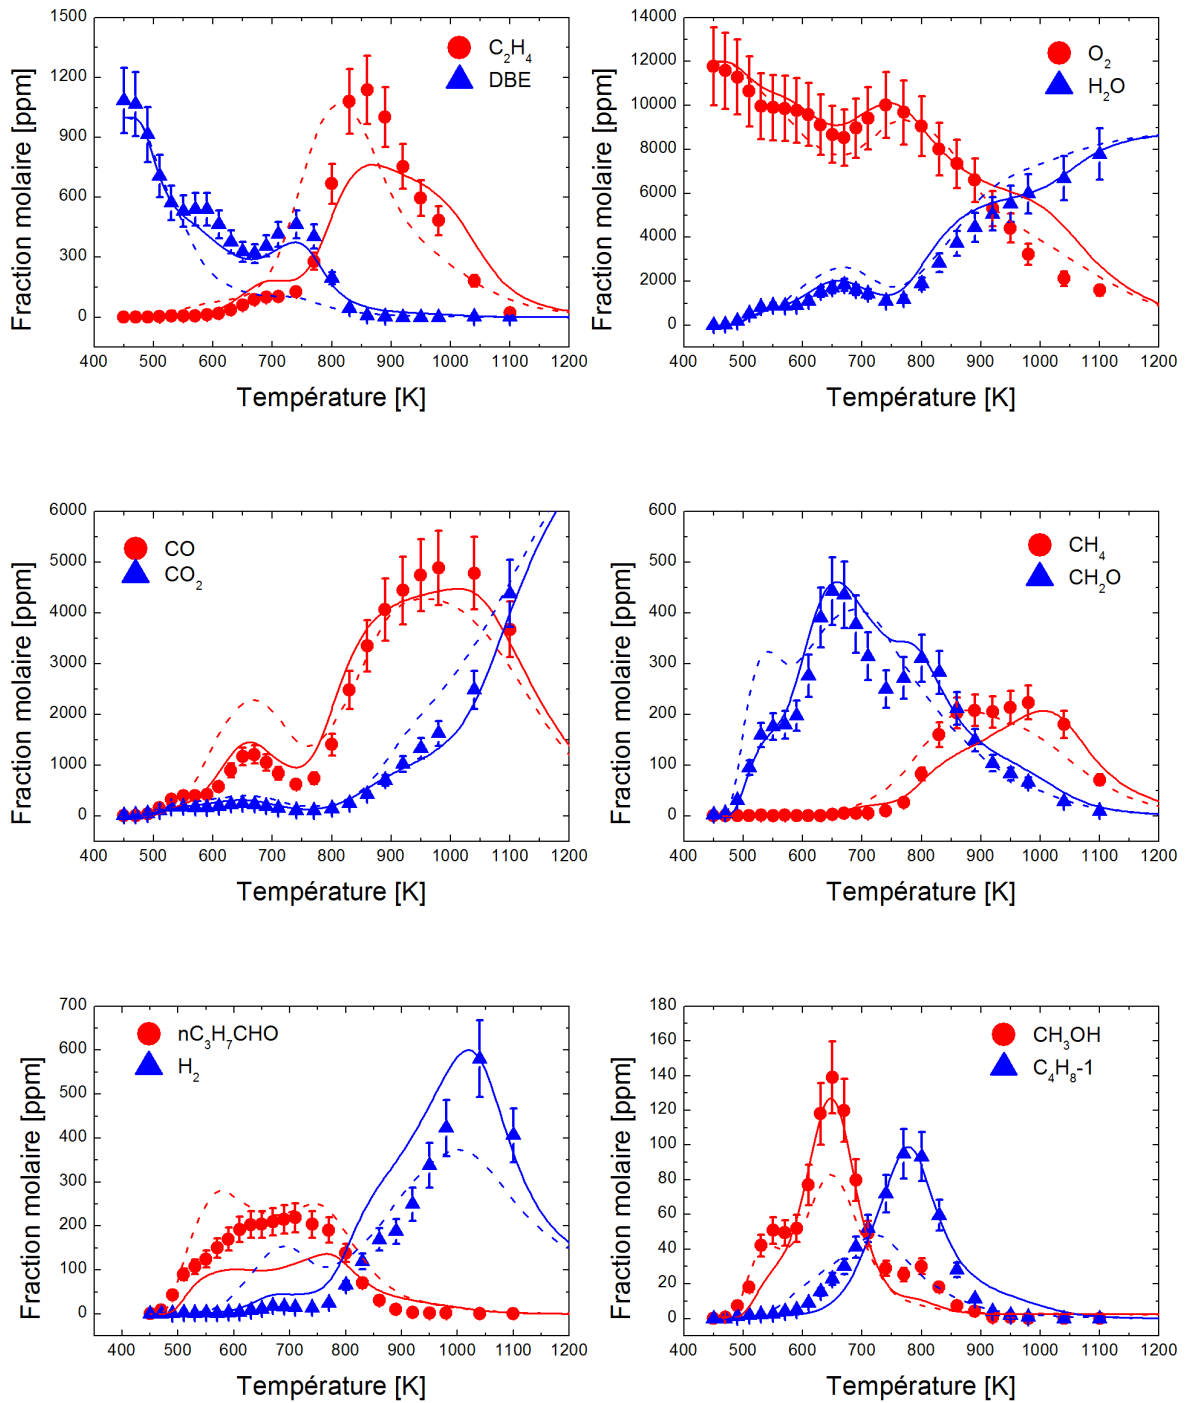 1500
1200
900
600
300
0
400 500 600 700 800 900 1000 1100 1200
Fraction molaire [ppm]
Température [K]
C2H4
DBE
14000
12000
10000
8000
6000
4000
2000
0
400 500 600 700 800 900 1000 1100 1200
Fraction molaire [ppm]
Température [K]
O2
H2O
6000
5000
4000
3000
2000
1000
0
400 500 600 700 800 900 1000 1100 1200
Fraction molaire [ppm]
Température [K]
CO
CO2
600
500
400
300
200
100
0
400 500 600 700 800 900 1000 1100 1200
Fraction molaire [ppm]
Température [K]
CH4
CH2O
700
600
500
400
300
200
100
0
400 500 600 700 800 900 1000 1100 1200
Fraction molaire [ppm]
Température [K]
nC3H7CHO
H2
180
160
140
120
100
80
60
40
20
0
400 500 600 700 800 900 1000 1100 1200
Fraction molaire [ppm]
Température [K]
CH3OH
C4H8-1